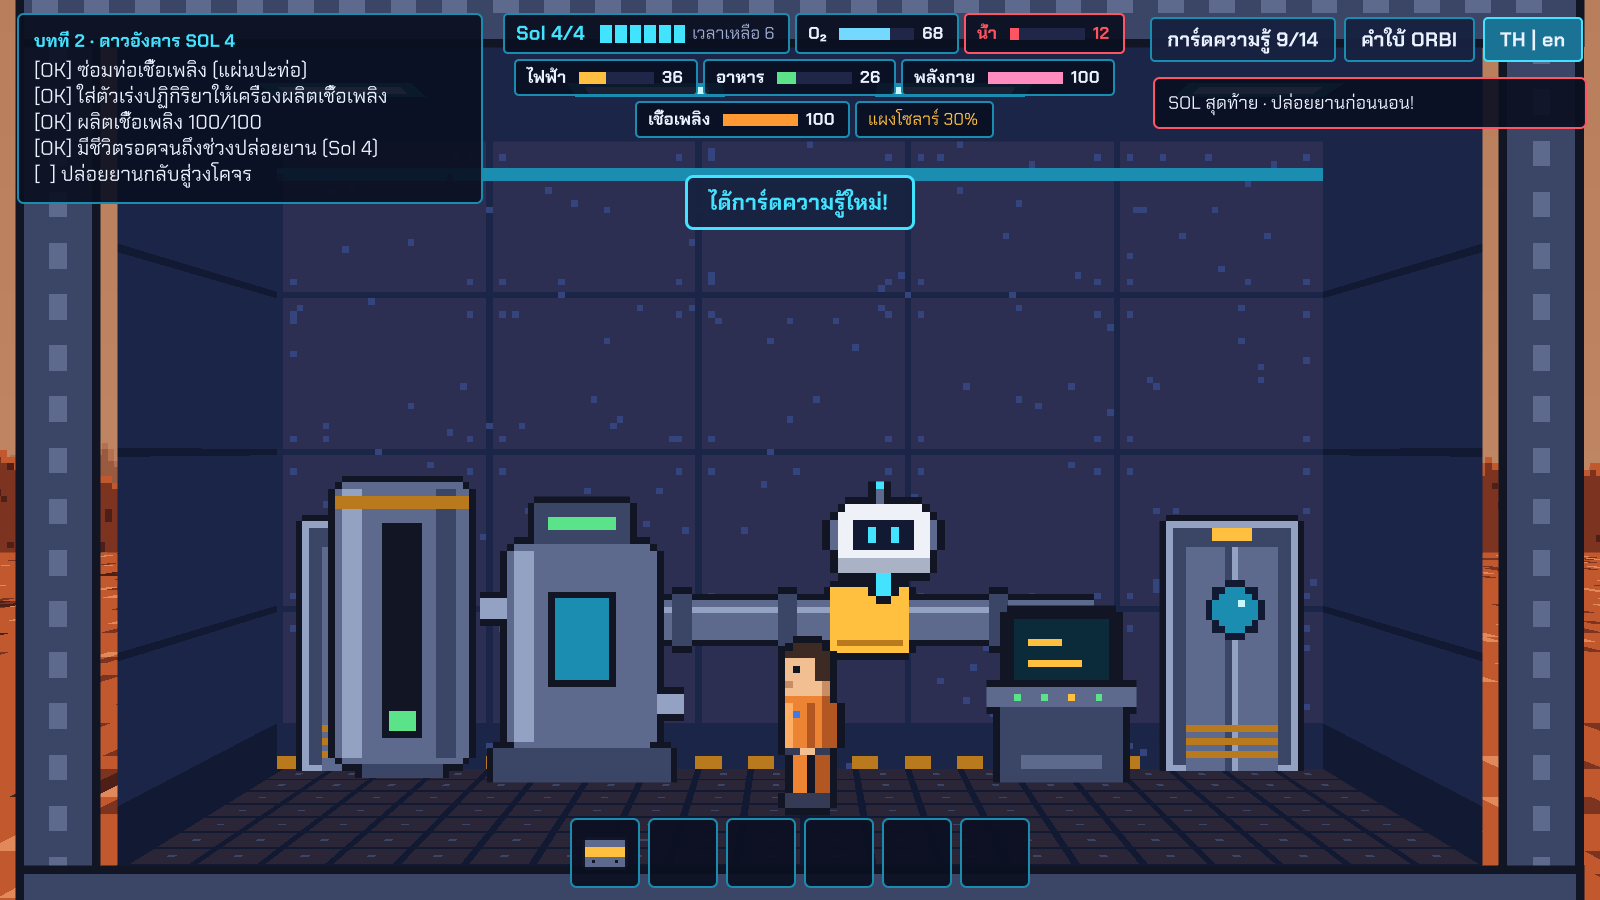 บทที่ 2 · ดาวอังคาร SOL 4
[OK] ซ่อมท่อเชื้อเพลิง (แผ่นปะท่อ)
[OK] ใส่ตัวเร่งปฏิกิริยาให้เครื่องผลิตเชื้อเพลิง
[OK] ผลิตเชื้อเพลิง 100/100
[OK] มีชีวิตรอดจนถึงช่วงปล่อยยาน (Sol 4)
[ ] ปล่อยยานกลับสู่วงโคจร
Sol 4/4 เวลาเหลือ 6
O₂ 68
น้ำ 12
ไฟฟ้า 36
อาหาร 26
พลังกาย 100
เชื้อเพลิง 100
แผงโซลาร์ 30%
การ์ดความรู้ 9/14
คำใบ้ ORBI
TH | en
SOL สุดท้าย · ปล่อยยานก่อนนอน!
ได้การ์ดความรู้ใหม่!